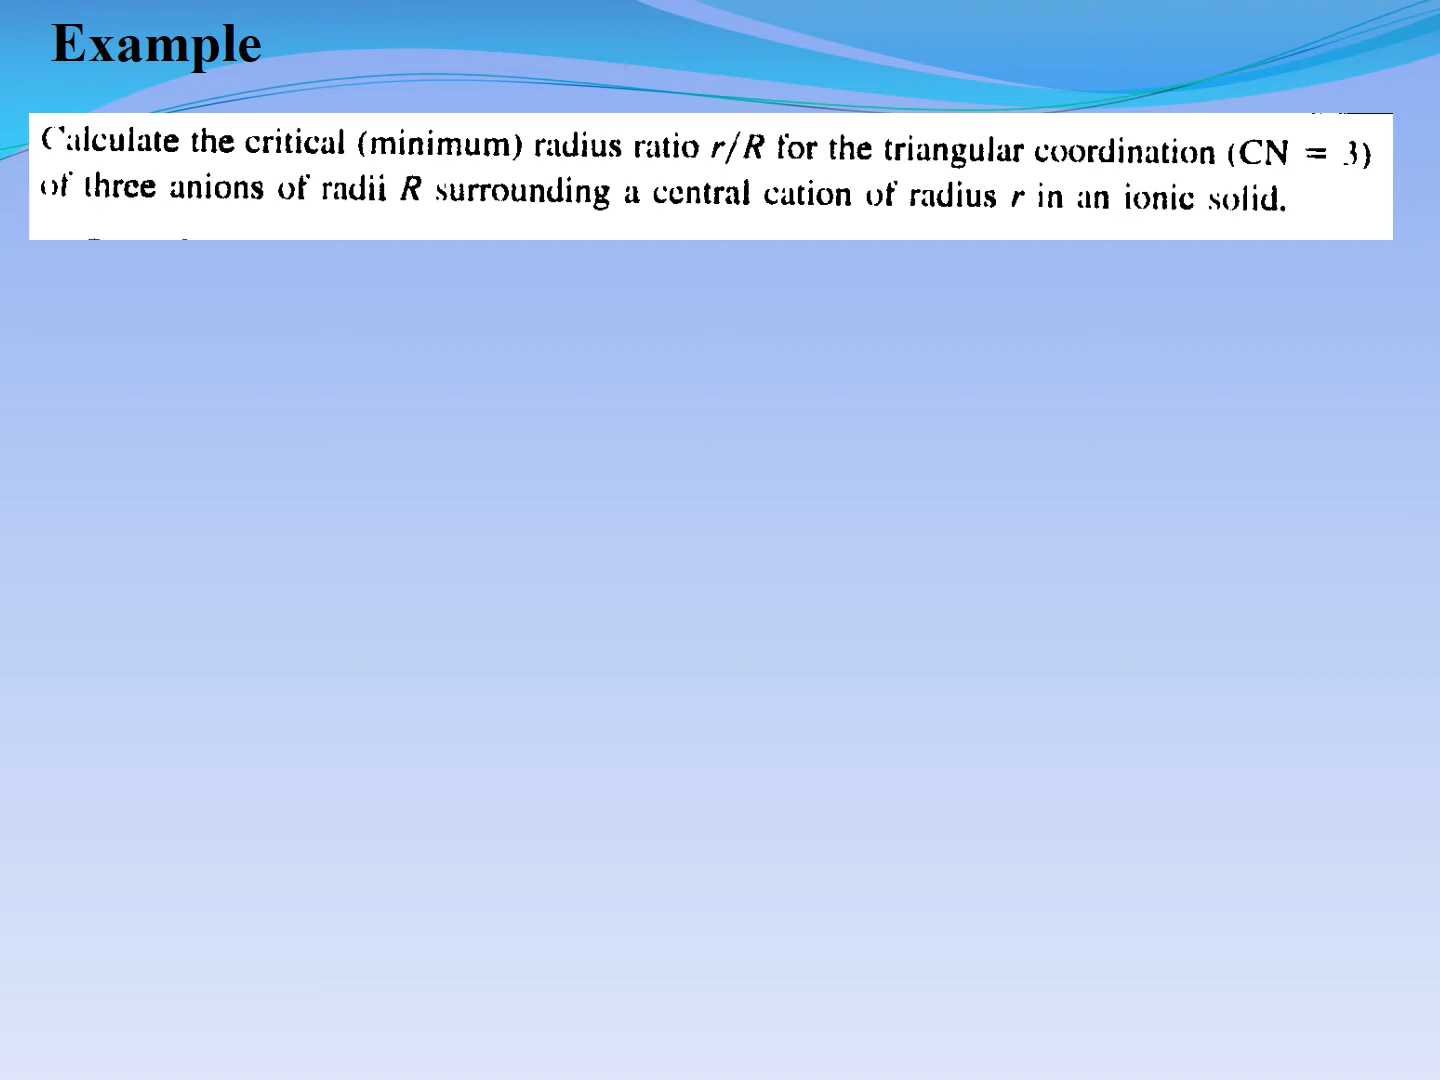 Example
Calculate the critical (minimum) radius ratio r/R for the triangular coordination (CN = 3)
of three anions of radii R surrounding a central cation of radius r in an ionic solid.